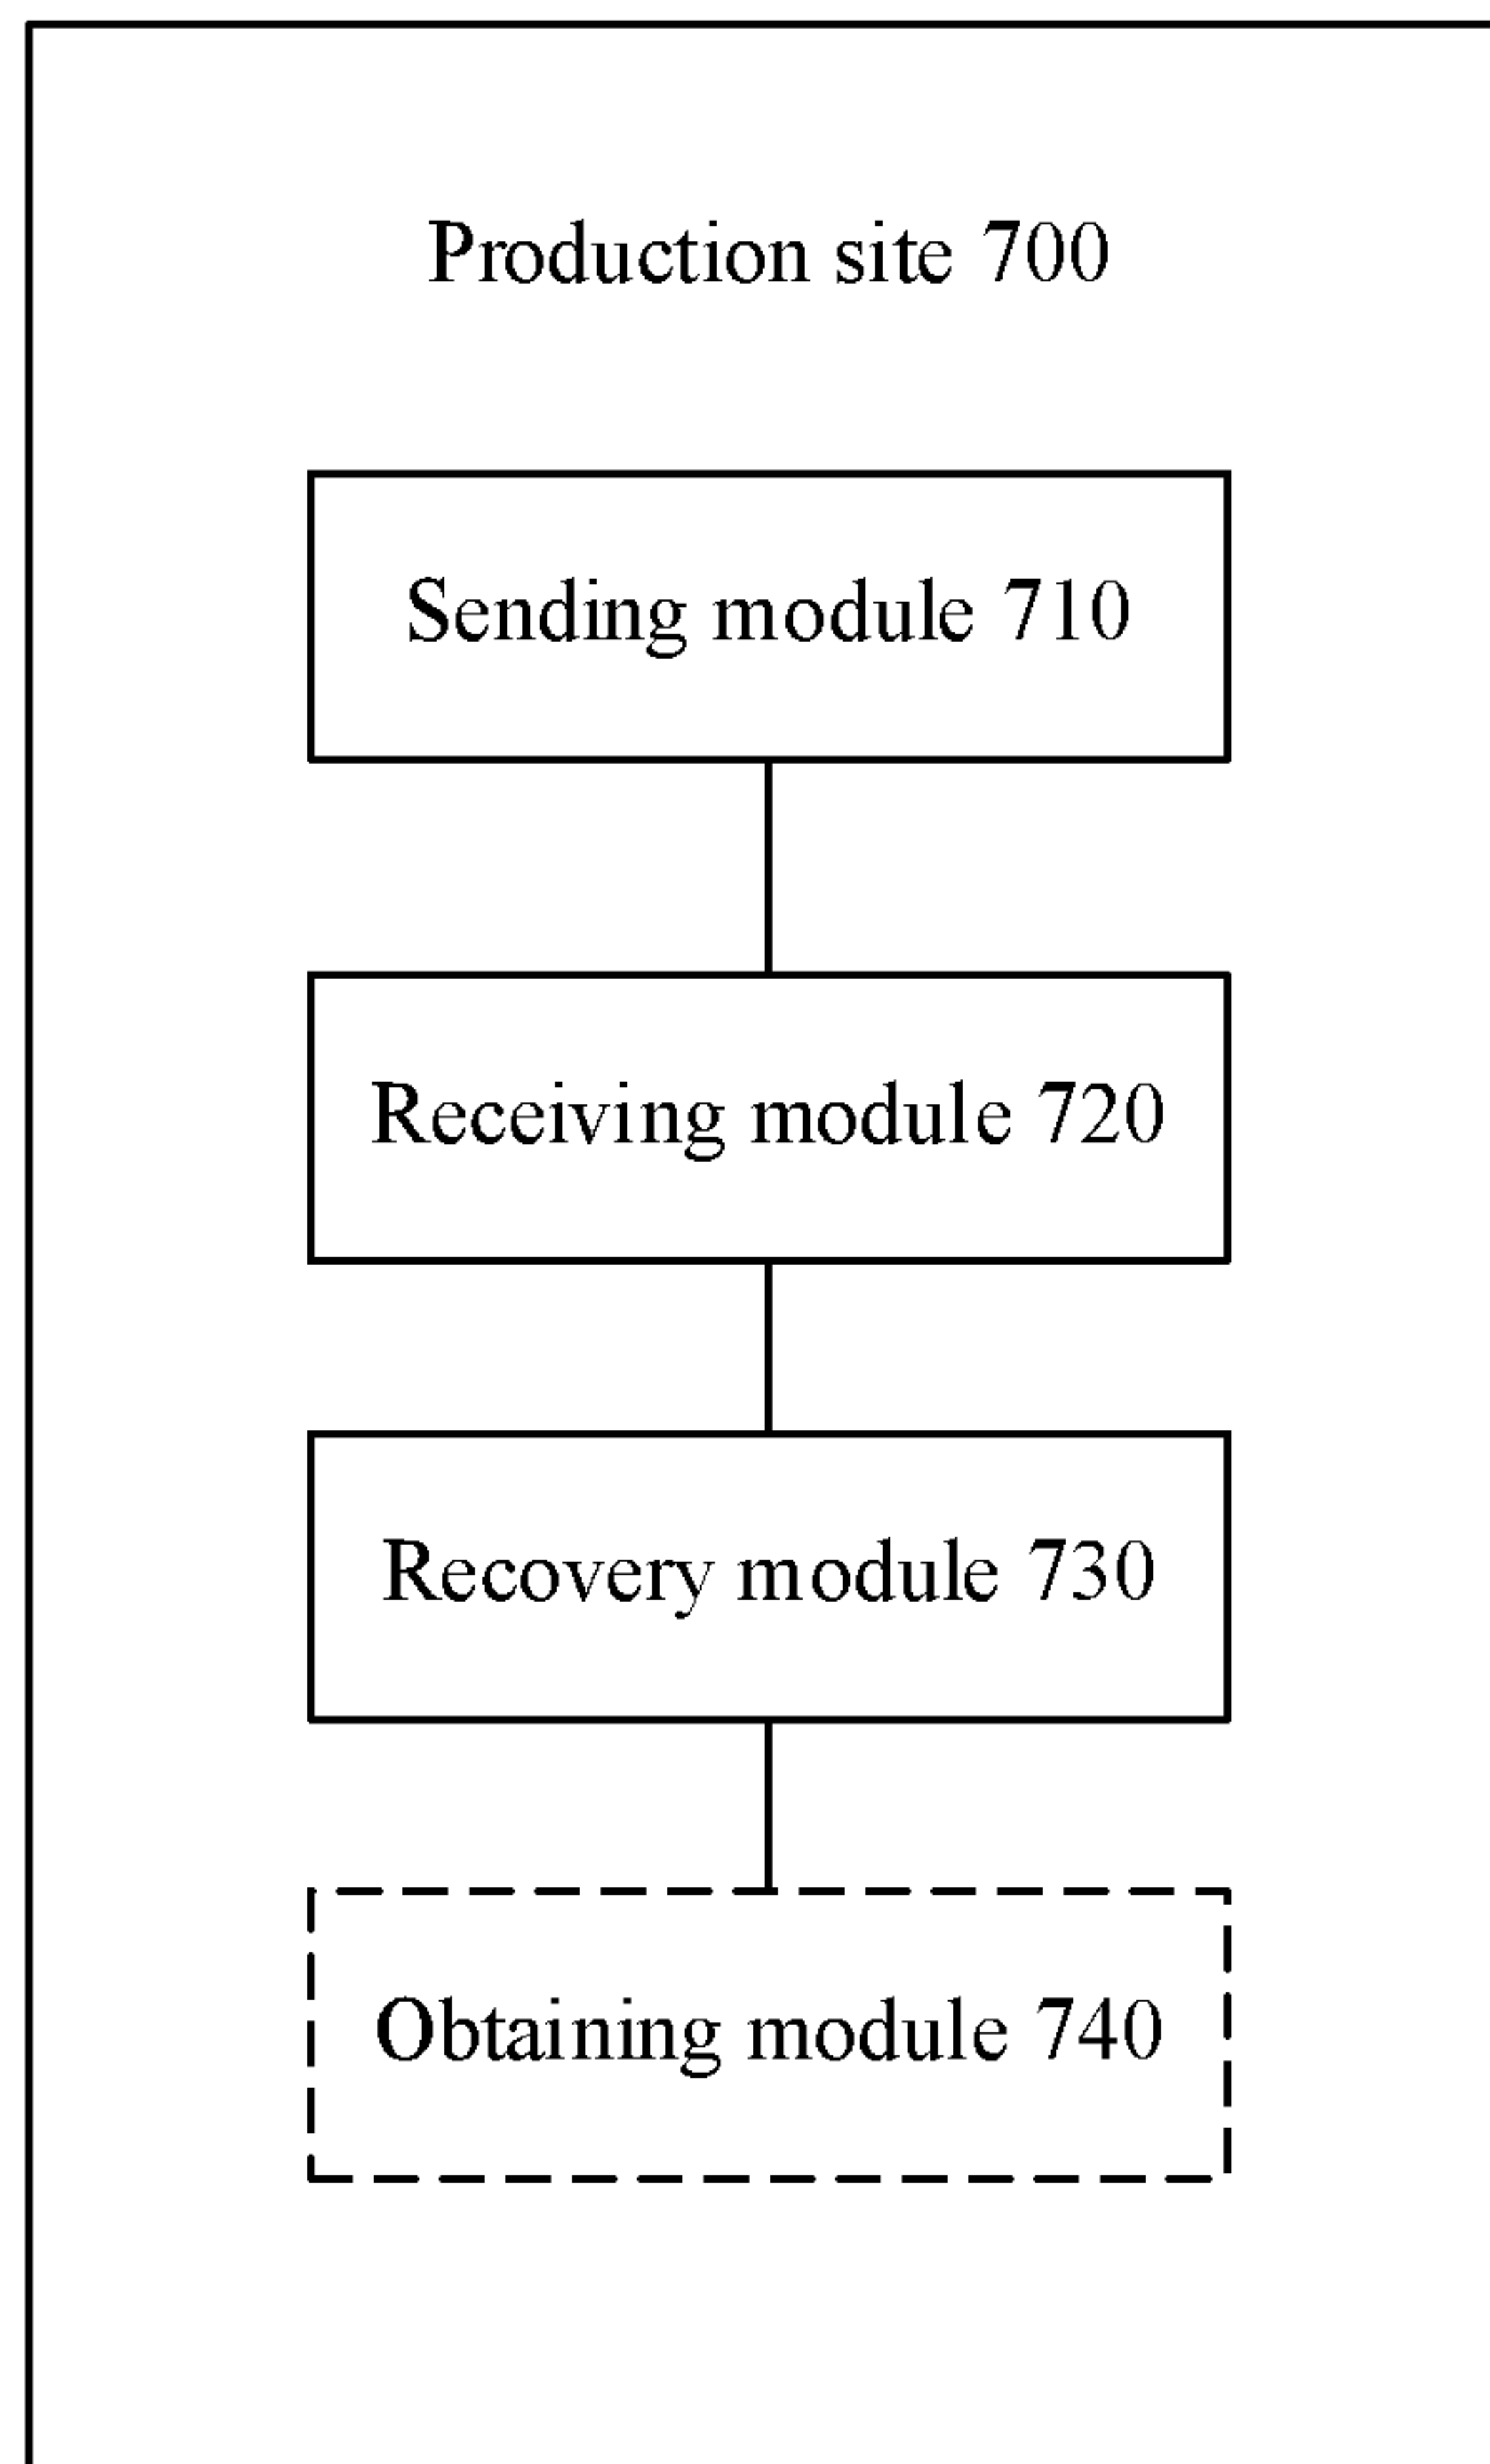 Production site 700
Sending module 710
Receiving module 720
Recovery module 730
Obtaining module 740